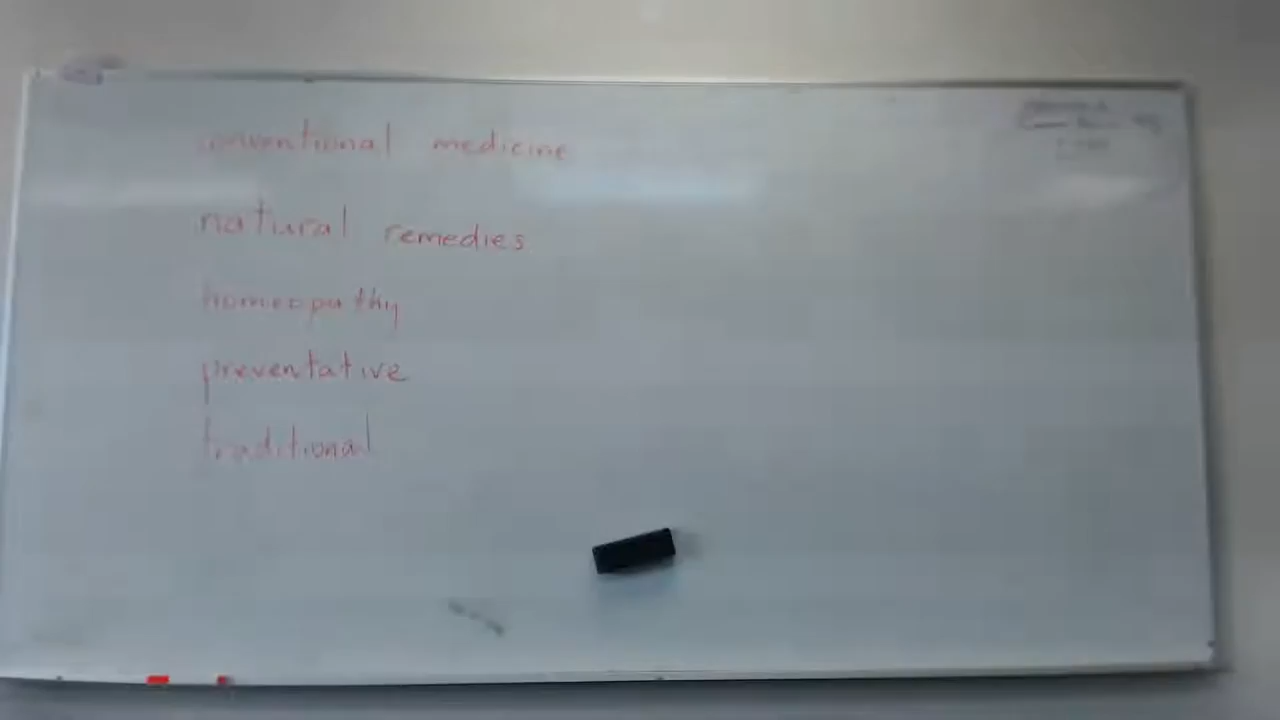 conventional medicine
natural remedies
homeopathy
preventative
traditional